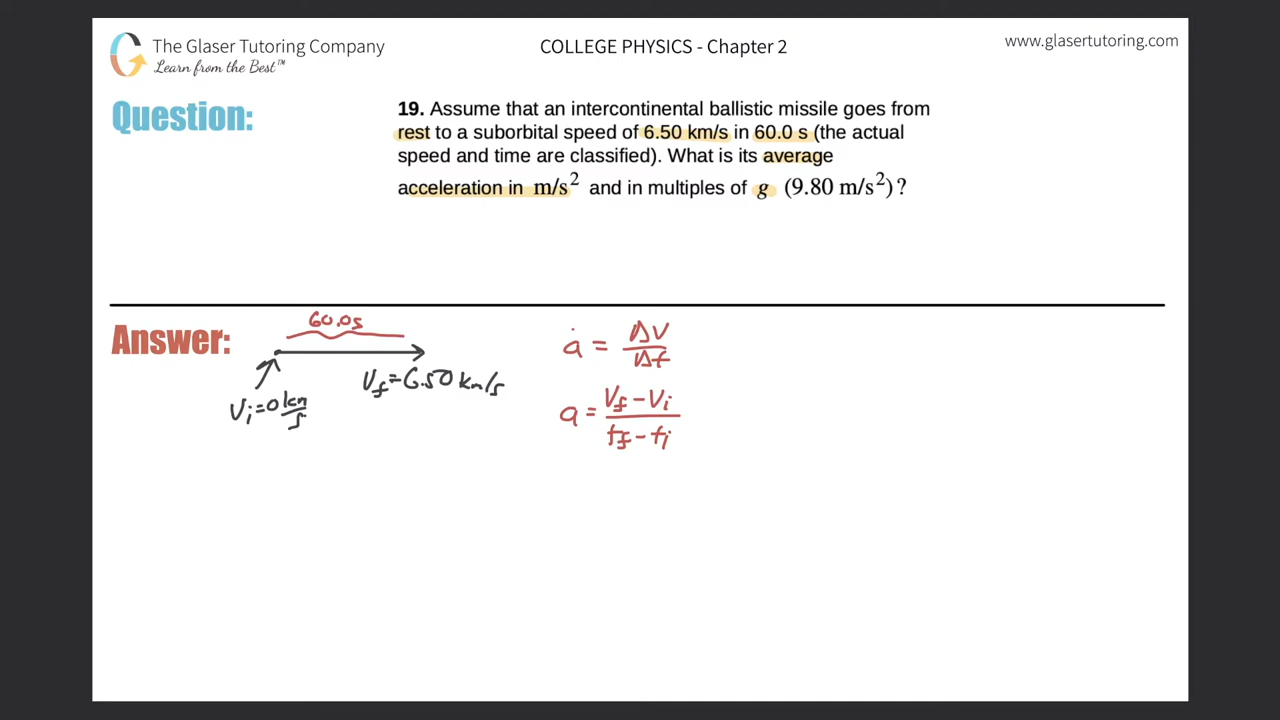 The Glaser Tutoring Company
Learn from the Best™
COLLEGE PHYSICS - Chapter 2
www.glasertutoring.com
Question:
19. Assume that an intercontinental ballistic missile goes from
rest to a suborbital speed of 6.50 km/s in 60.0 s (the actual
speed and time are classified). What is its average
acceleration in m/s² and in multiples of g (9.80 m/s²)?
Answer:
60.0s
Vi=0 km/s
Vf=6.50 km/s
a = ΔV/Δt
a = Vf - Vi / tf - ti